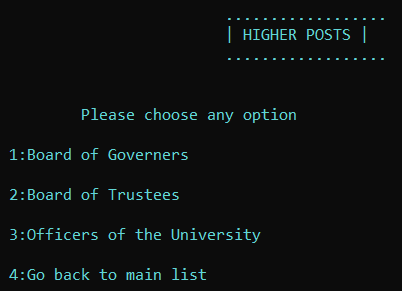 ..................
| HIGHER POSTS |
..................
Please choose any option
1:Board of Governers
2:Board of Trustees
3:Officers of the University
4:Go back to main list